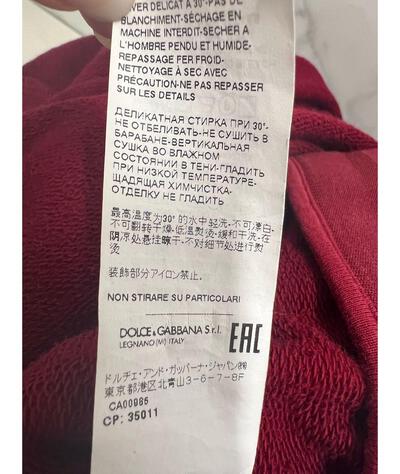 VER DELICAT A 30°-PAS DE
BLANCHIMENT-SÉCHAGE EN
MACHINE INTERDIT-SECHER A
L'HOMBRE PENDU ET HUMIDE-
REPASSAGE FER FROID-
NETTOYAGE À SEC AVEC
PRÉCAUTION-NE PAS REPASSER
SUR LES DETAILS
ДЕЛИКАТНАЯ СТИРКА ПРИ 30°-
НЕ ОТБЕЛИВАТЬ-НЕ СУШИТЬ В
БАРАБАНЕ-ВЕРТИКАЛЬНАЯ
СУШКА ВО ВЛАЖНОМ
СОСТОЯНИИ В ТЕНИ-ГЛАДИТЬ
ПРИ НИЗКОЙ ТЕМПЕРАТУРЕ-
ЩАДЯЩАЯ ХИМЧИСТКА-
ОТДЕЛКУ НЕ ГЛАДИТЬ
最高温度为30°的水中轻洗-不可漂白-
不可翻转干燥-低温熨烫-缓和干洗-在
阴凉处悬挂晾干-不对细节处进行熨
烫
装飾部分アイロン禁止.
NON STIRARE SU PARTICOLARI
DOLCE & GABBANA S.r.l.
LEGNANO (MI) ITALY
EAC
ドルチェ・アンド・ガッバーナ・ジャパン㈱
東京都港区北青山3-6-7-8F
CA00985
CP: 35011